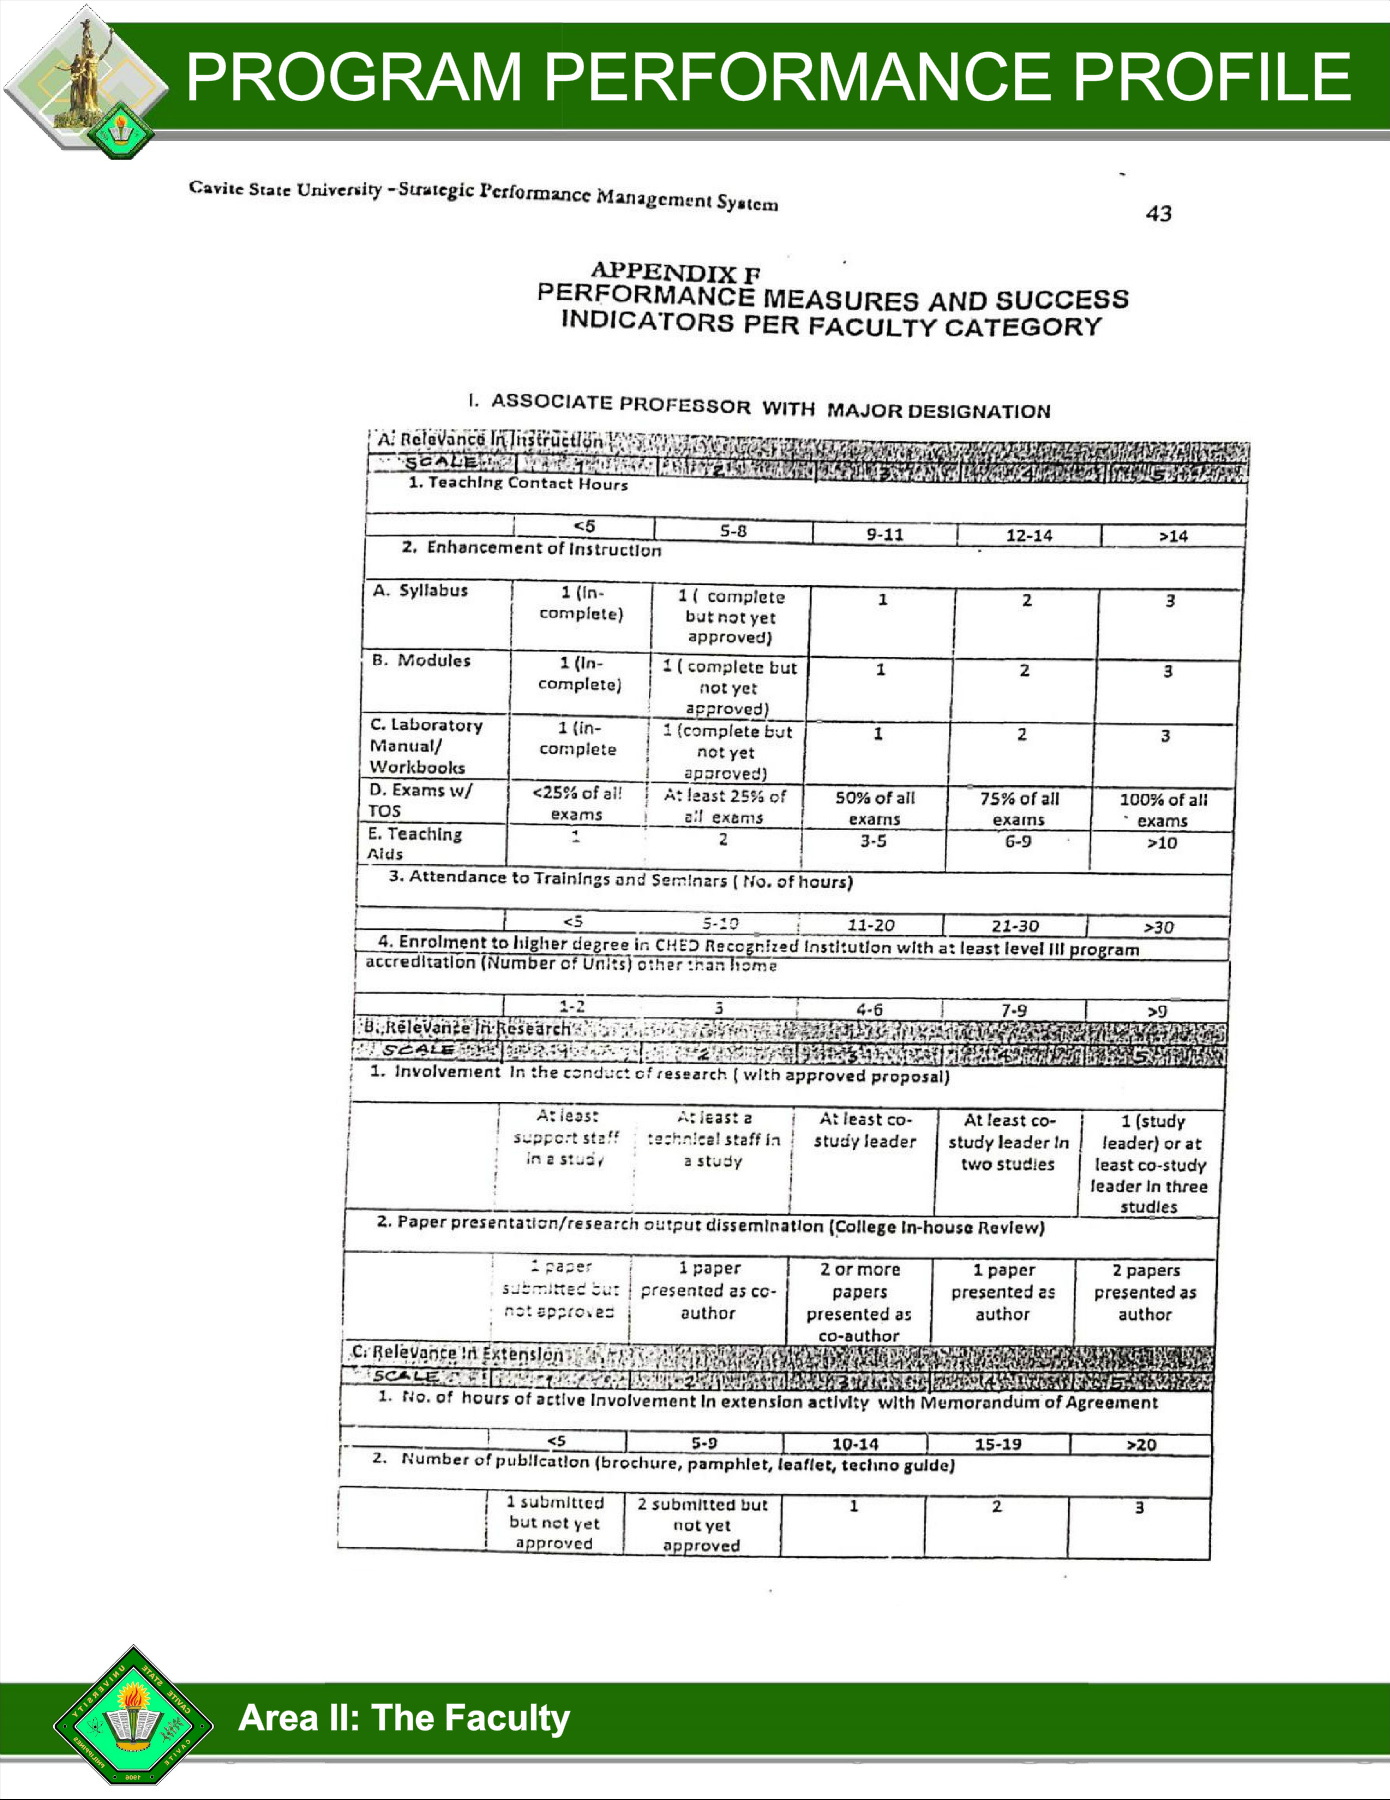 PROGRAM PERFORMANCE PROFILE
Cavite State University - Strategic Performance Management System
43
APPENDIX F
PERFORMANCE MEASURES AND SUCCESS
INDICATORS PER FACULTY CATEGORY
I. ASSOCIATE PROFESSOR WITH MAJOR DESIGNATION
A. Relevance In Instruction
SCALE 1 2 3 4 5
1. Teaching Contact Hours
<5 5-8 9-11 12-14 >14
2. Enhancement of Instruction
A. Syllabus 1 (In- 1 ( complete 1 2 3
complete) but not yet
approved)
B. Modules 1 (In- 1 ( complete but 1 2 3
complete) not yet
approved)
C. Laboratory 1 (in- 1 (complete but 1 2 3
Manual/ complete not yet
Workbooks approved)
D. Exams w/ <25% of all At least 25% of 50% of all 75% of all 100% of all
TOS exams all exams exams exams exams
E. Teaching 1 2 3-5 6-9 >10
Aids
3. Attendance to Trainings and Seminars ( No. of hours)
<5 5-10 11-20 21-30 >30
4. Enrolment to higher degree in CHED Recognized Institution with at least level III program
accreditation (Number of Units) other than home
1-2 3 4-6 7-9 >9
B. Relevance In Research
SCALE 1 2 3 4 5
1. Involvement In the conduct of research ( with approved proposal)
At least At least a At least co- At least co- 1 (study
support staff technical staff in study leader study leader In leader) or at
in a study a study two studies least co-study
leader In three
studies
2. Paper presentation/research output dissemination (College In-house Review)
1 paper 1 paper 2 or more 1 paper 2 papers
submitted but presented as co- papers presented as presented as
not approved author presented as author author
co-author
C. Relevance In Extension
SCALE 1 2 3 4 5
1. No. of hours of active Involvement In extension activity with Memorandum of Agreement
<5 5-9 10-14 15-19 >20
2. Number of publication (brochure, pamphlet, leaflet, techno guide)
1 submitted 2 submitted but 1 2 3
but not yet not yet
approved approved
Area II: The Faculty
CAVITE STATE UNIVERSITY
CAVITE
PHILIPPINES
1906